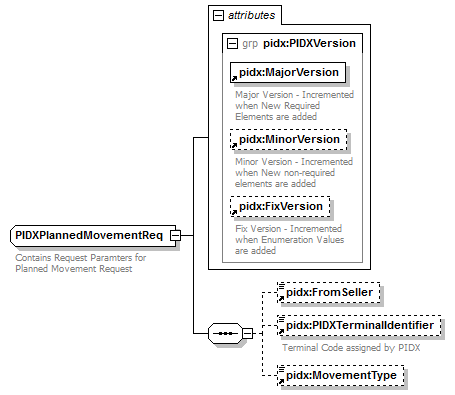 attributes
grp pidx:PIDXVersion
pidx:MajorVersion
Major Version - Incremented
when New Required
Elements are added
pidx:MinorVersion
Minor Version - Incremented
when New non-required
elements are added
pidx:FixVersion
Fix Version - Incremented
when Enumeration Values
are added
PIDXPlannedMovementReq
Contains Request Paramters for
Planned Movement Request
pidx:FromSeller
pidx:PIDXTerminalIdentifier
Terminal Code assigned by PIDX
pidx:MovementType